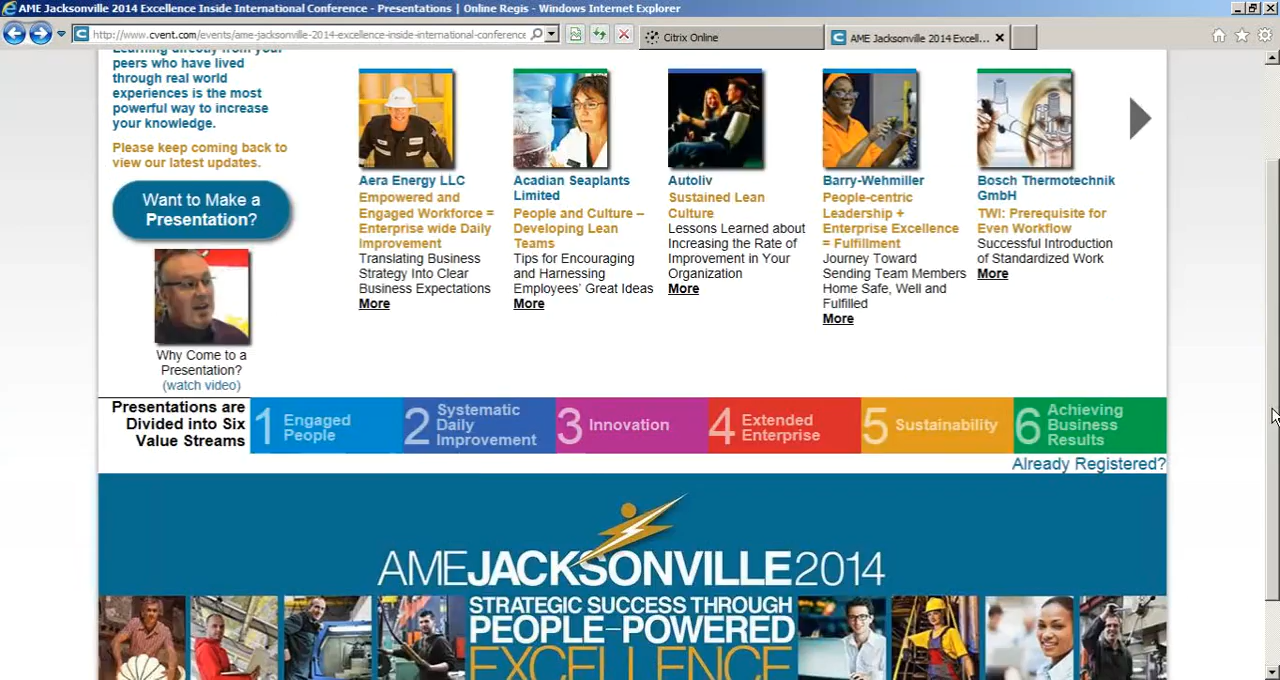 AME Jacksonville 2014 Excellence Inside International Conference - Presentations | Online Regis - Windows Internet Explorer
http://www.cvent.com/events/ame-jacksonville-2014-excellence-inside-international-conference
Citrix Online
AME Jacksonville 2014 Excell...
Learning directly from your
peers who have lived
through real world
experiences is the most
powerful way to increase
your knowledge.
Please keep coming back to
view our latest updates.
Want to Make a
Presentation?
Why Come to a
Presentation?
(watch video)
Aera Energy LLC
Empowered and
Engaged Workforce =
Enterprise wide Daily
Improvement
Translating Business
Strategy Into Clear
Business Expectations
More
Acadian Seaplants
Limited
People and Culture –
Developing Lean
Teams
Tips for Encouraging
and Harnessing
Employees' Great Ideas
More
Autoliv
Sustained Lean
Culture
Lessons Learned about
Increasing the Rate of
Improvement in Your
Organization
More
Barry-Wehmiller
People-centric
Leadership +
Enterprise Excellence
= Fulfillment
Journey Toward
Sending Team Members
Home Safe, Well and
Fulfilled
More
Bosch Thermotechnik
GmbH
TWI: Prerequisite for
Even Workflow
Successful Introduction
of Standardized Work
More
Presentations are
Divided into Six
Value Streams
1 Engaged
People
2 Systematic
Daily
Improvement
3 Innovation
4 Extended
Enterprise
5 Sustainability
6 Achieving
Business
Results
Already Registered?
AMEJACKSONVILLE2014
STRATEGIC SUCCESS THROUGH
PEOPLE–POWERED
EXCELLENCE